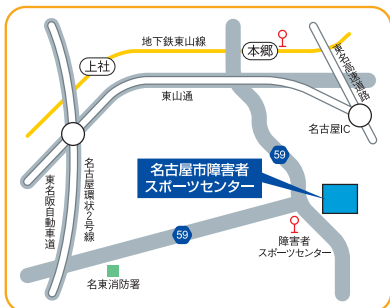 地下鉄東山線
本郷
上社
東名高速道路
東山通
名古屋IC
59
名古屋市障害者
スポーツセンター
名古屋環状2号線
東名阪自動車道
59
障害者
スポーツセンター
名東消防署